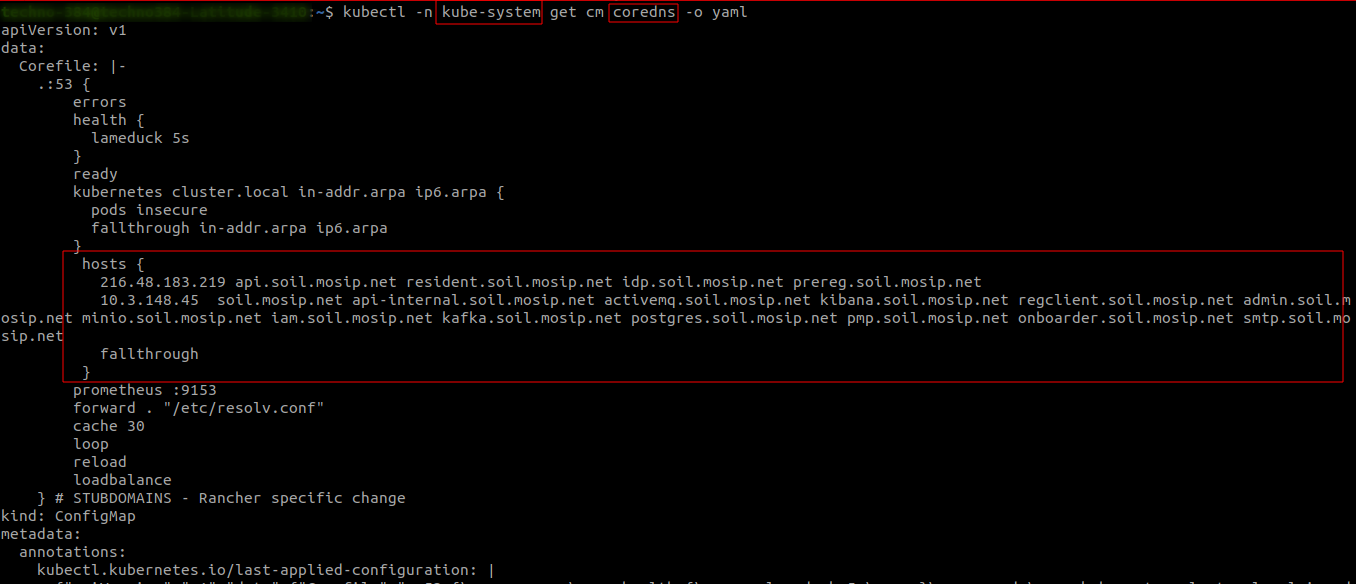 :~$ kubectl -n kube-system get cm coredns -o yaml
apiVersion: v1
data:
  Corefile: |-
    .:53 {
        errors
        health {
          lameduck 5s
        }
        ready
        kubernetes cluster.local in-addr.arpa ip6.arpa {
          pods insecure
          fallthrough in-addr.arpa ip6.arpa
        }
         hosts {
           216.48.183.219 api.soil.mosip.net resident.soil.mosip.net idp.soil.mosip.net prereg.soil.mosip.net
           10.3.148.45  soil.mosip.net api-internal.soil.mosip.net activemq.soil.mosip.net kibana.soil.mosip.net regclient.soil.mosip.net admin.soil.m
osip.net minio.soil.mosip.net iam.soil.mosip.net kafka.soil.mosip.net postgres.soil.mosip.net pmp.soil.mosip.net onboarder.soil.mosip.net smtp.soil.mo
sip.net
           fallthrough
         }
        prometheus :9153
        forward . "/etc/resolv.conf"
        cache 30
        loop
        reload
        loadbalance
    } # STUBDOMAINS - Rancher specific change
kind: ConfigMap
metadata:
  annotations:
    kubectl.kubernetes.io/last-applied-configuration: |